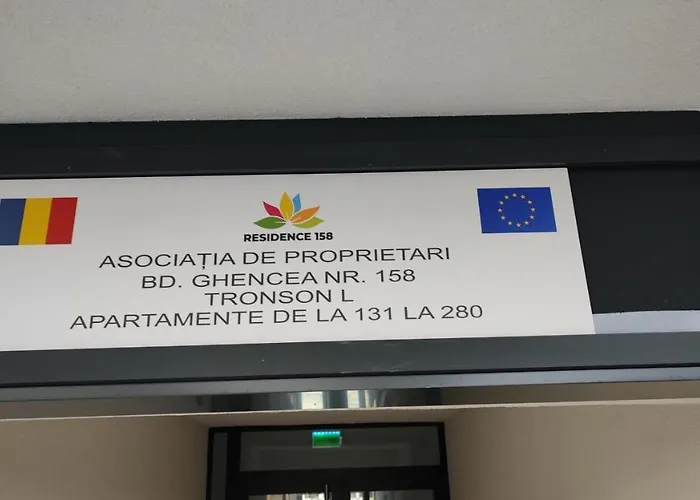 RESIDENCE 158
ASOCIAȚIA DE PROPRIETARI
BD. GHENCEA NR. 158
TRONSON L
APARTAMENTE DE LA 131 LA 280